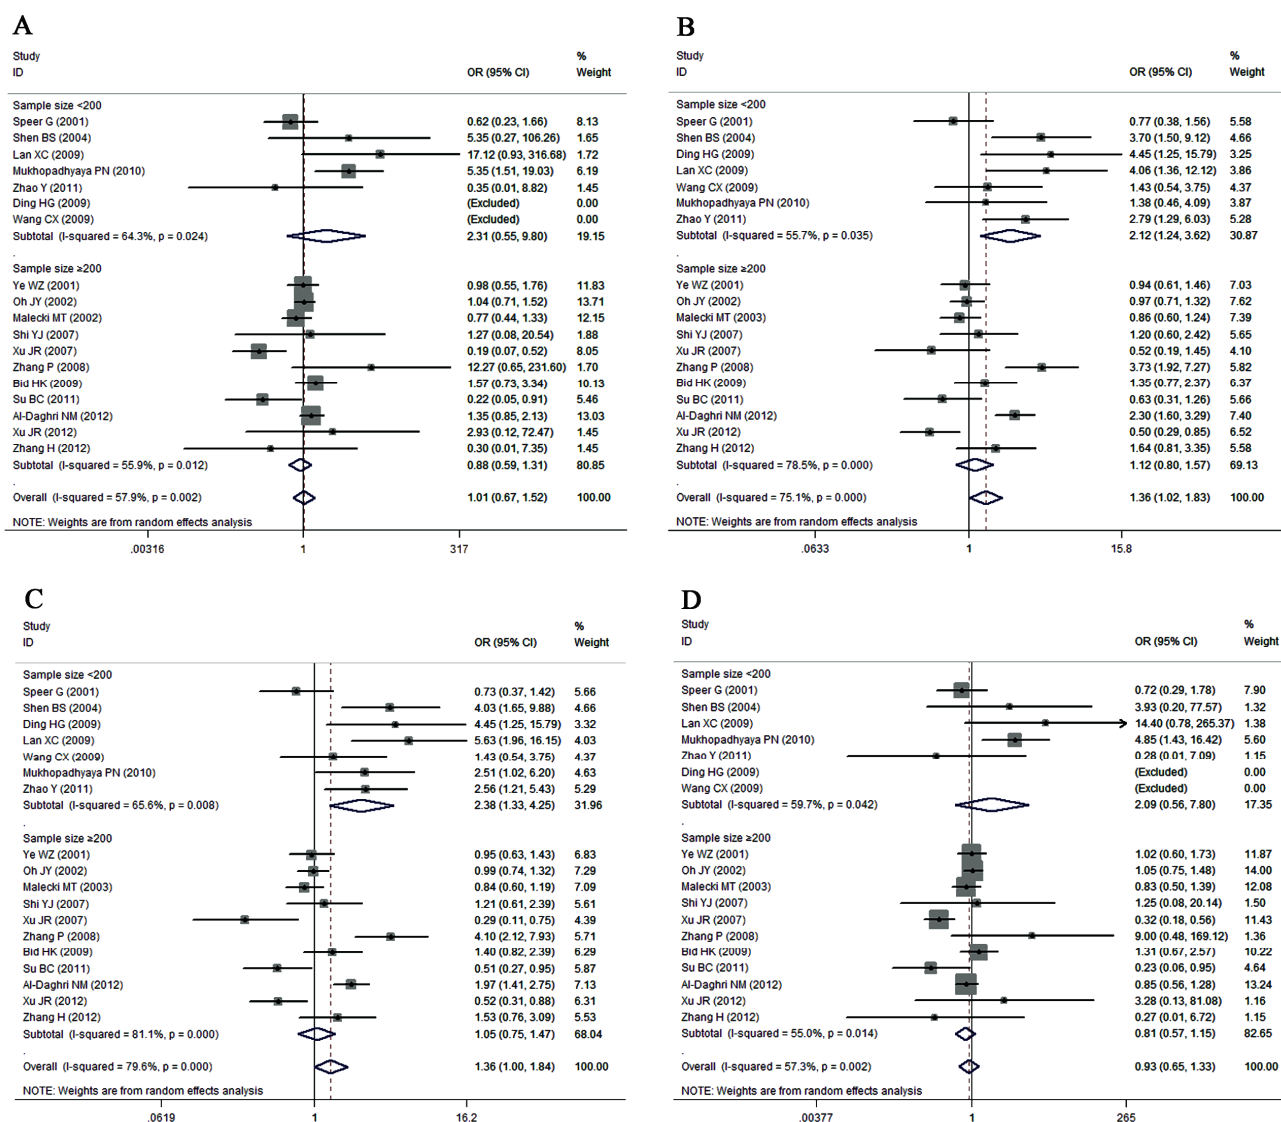 A
Study %
ID OR (95% CI) Weight
Sample size <200
Speer G (2001) 0.62 (0.23, 1.66) 8.13
Shen BS (2004) 5.35 (0.27, 106.26) 1.65
Lan XC (2009) 17.12 (0.93, 316.68) 1.72
Mukhopadhyaya PN (2010) 5.35 (1.51, 19.03) 6.19
Zhao Y (2011) 0.35 (0.01, 8.82) 1.45
Ding HG (2009) (Excluded) 0.00
Wang CX (2009) (Excluded) 0.00
Subtotal (I-squared = 64.3%, p = 0.024) 2.31 (0.55, 9.80) 19.15
.
Sample size ≥200
Ye WZ (2001) 0.98 (0.55, 1.76) 11.83
Oh JY (2002) 1.04 (0.71, 1.52) 13.71
Malecki MT (2002) 0.77 (0.44, 1.33) 12.15
Shi YJ (2007) 1.27 (0.08, 20.54) 1.88
Xu JR (2007) 0.19 (0.07, 0.52) 8.05
Zhang P (2008) 12.27 (0.65, 231.60) 1.70
Bid HK (2009) 1.57 (0.73, 3.34) 10.13
Su BC (2011) 0.22 (0.05, 0.91) 5.46
Al-Daghri NM (2012) 1.35 (0.85, 2.13) 13.03
Xu JR (2012) 2.93 (0.12, 72.47) 1.45
Zhang H (2012) 0.30 (0.01, 7.35) 1.45
Subtotal (I-squared = 55.9%, p = 0.012) 0.88 (0.59, 1.31) 80.85
.
Overall (I-squared = 57.9%, p = 0.002) 1.01 (0.67, 1.52) 100.00
NOTE: Weights are from random effects analysis
.00316 1 317
B
Study %
ID OR (95% CI) Weight
Sample size <200
Speer G (2001) 0.77 (0.38, 1.56) 5.58
Shen BS (2004) 3.70 (1.50, 9.12) 4.66
Ding HG (2009) 4.45 (1.25, 15.79) 3.25
Lan XC (2009) 4.06 (1.36, 12.12) 3.86
Wang CX (2009) 1.43 (0.54, 3.75) 4.37
Mukhopadhyaya PN (2010) 1.38 (0.46, 4.09) 3.87
Zhao Y (2011) 2.79 (1.29, 6.03) 5.28
Subtotal (I-squared = 55.7%, p = 0.035) 2.12 (1.24, 3.62) 30.87
.
Sample size ≥200
Ye WZ (2001) 0.94 (0.61, 1.46) 7.03
Oh JY (2002) 0.97 (0.71, 1.32) 7.62
Malecki MT (2003) 0.86 (0.60, 1.24) 7.39
Shi YJ (2007) 1.20 (0.60, 2.42) 5.65
Xu JR (2007) 0.52 (0.19, 1.45) 4.10
Zhang P (2008) 3.73 (1.92, 7.27) 5.82
Bid HK (2009) 1.35 (0.77, 2.37) 6.37
Su BC (2011) 0.63 (0.31, 1.26) 5.66
Al-Daghri NM (2012) 2.30 (1.60, 3.29) 7.40
Xu JR (2012) 0.50 (0.29, 0.85) 6.52
Zhang H (2012) 1.64 (0.81, 3.35) 5.58
Subtotal (I-squared = 78.5%, p = 0.000) 1.12 (0.80, 1.57) 69.13
.
Overall (I-squared = 75.1%, p = 0.000) 1.36 (1.02, 1.83) 100.00
NOTE: Weights are from random effects analysis
.0633 1 15.8
C
Study %
ID OR (95% CI) Weight
Sample size <200
Speer G (2001) 0.73 (0.37, 1.42) 5.66
Shen BS (2004) 4.03 (1.65, 9.88) 4.66
Ding HG (2009) 4.45 (1.25, 15.79) 3.32
Lan XC (2009) 5.63 (1.96, 16.15) 4.03
Wang CX (2009) 1.43 (0.54, 3.75) 4.37
Mukhopadhyaya PN (2010) 2.51 (1.02, 6.20) 4.63
Zhao Y (2011) 2.56 (1.21, 5.43) 5.29
Subtotal (I-squared = 65.6%, p = 0.008) 2.38 (1.33, 4.25) 31.96
.
Sample size ≥200
Ye WZ (2001) 0.95 (0.63, 1.43) 6.83
Oh JY (2002) 0.99 (0.74, 1.32) 7.29
Malecki MT (2003) 0.84 (0.60, 1.19) 7.09
Shi YJ (2007) 1.21 (0.61, 2.39) 5.61
Xu JR (2007) 0.29 (0.11, 0.75) 4.39
Zhang P (2008) 4.10 (2.12, 7.93) 5.71
Bid HK (2009) 1.40 (0.82, 2.39) 6.29
Su BC (2011) 0.51 (0.27, 0.95) 5.87
Al-Daghri NM (2012) 1.97 (1.41, 2.75) 7.13
Xu JR (2012) 0.52 (0.31, 0.88) 6.31
Zhang H (2012) 1.53 (0.76, 3.09) 5.53
Subtotal (I-squared = 81.1%, p = 0.000) 1.05 (0.75, 1.47) 68.04
.
Overall (I-squared = 79.6%, p = 0.000) 1.36 (1.00, 1.84) 100.00
NOTE: Weights are from random effects analysis
.0619 1 16.2
D
Study %
ID OR (95% CI) Weight
Sample size <200
Speer G (2001) 0.72 (0.29, 1.78) 7.90
Shen BS (2004) 3.93 (0.20, 77.57) 1.32
Lan XC (2009) 14.40 (0.78, 265.37) 1.38
Mukhopadhyaya PN (2010) 4.85 (1.43, 16.42) 5.60
Zhao Y (2011) 0.28 (0.01, 7.09) 1.15
Ding HG (2009) (Excluded) 0.00
Wang CX (2009) (Excluded) 0.00
Subtotal (I-squared = 59.7%, p = 0.042) 2.09 (0.56, 7.80) 17.35
.
Sample size ≥200
Ye WZ (2001) 1.02 (0.60, 1.73) 11.87
Oh JY (2002) 1.05 (0.75, 1.48) 14.00
Malecki MT (2003) 0.83 (0.50, 1.39) 12.08
Shi YJ (2007) 1.25 (0.08, 20.14) 1.50
Xu JR (2007) 0.32 (0.18, 0.56) 11.43
Zhang P (2008) 9.00 (0.48, 169.12) 1.36
Bid HK (2009) 1.31 (0.67, 2.57) 10.22
Su BC (2011) 0.23 (0.06, 0.95) 4.64
Al-Daghri NM (2012) 0.85 (0.56, 1.28) 13.24
Xu JR (2012) 3.28 (0.13, 81.08) 1.16
Zhang H (2012) 0.27 (0.01, 6.72) 1.15
Subtotal (I-squared = 55.0%, p = 0.014) 0.81 (0.57, 1.15) 82.65
.
Overall (I-squared = 57.3%, p = 0.002) 0.93 (0.65, 1.33) 100.00
NOTE: Weights are from random effects analysis
.00377 1 265